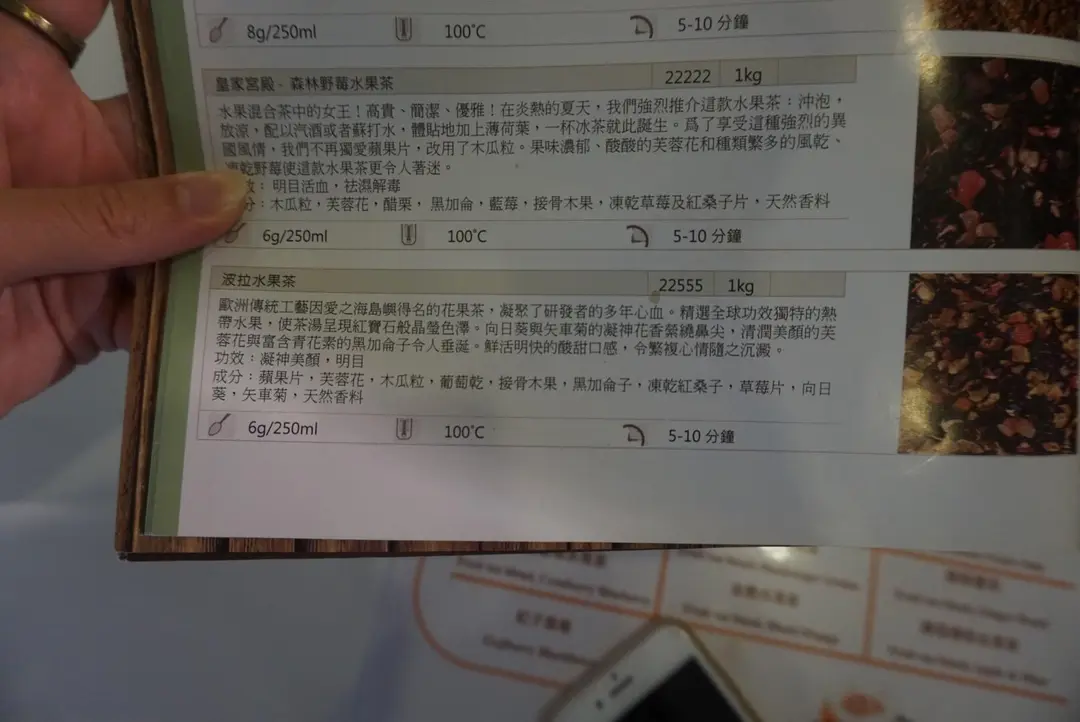 8g/250ml 100°C 5-10 分鐘
皇家宮殿﹒森林野莓水果茶 22222 1kg
水果混合茶中的女王！高貴、簡潔、優雅！在炎熱的夏天，我們強烈推介這款水果茶：沖泡，
放涼，配以汽酒或者蘇打水，體貼地加上薄荷葉，一杯冰茶就此誕生。爲了享受這種強烈的異
國風情，我們不再獨愛蘋果片，改用了木瓜粒。果味濃郁、酸酸的芙蓉花和種類繁多的風乾、
凍乾野莓使這款水果茶更令人著迷。
效：明目活血，祛濕解毒
分：木瓜粒，芙蓉花，醋栗，黑加侖，藍莓，接骨木果，凍乾草莓及紅桑子片，天然香料
6g/250ml 100°C 5-10 分鐘
波拉水果茶 22555 1kg
歐洲傳統工藝因愛之海島嶼得名的花果茶，凝聚了研發者的多年心血。精選全球功效獨特的熱
帶水果，使茶湯呈現紅寶石般晶瑩色澤。向日葵與矢車菊的凝神花香縈繞鼻尖，清潤美顏的芙
蓉花與富含青花素的黑加侖子令人垂涎。鮮活明快的酸甜口感，令繁複心情隨之沉澱。
功效：凝神美顏，明目
成分：蘋果片，芙蓉花，木瓜粒，葡萄乾，接骨木果，黑加侖子，凍乾紅桑子，草莓片，向日
葵，矢車菊，天然香料
6g/250ml 100°C 5-10 分鐘